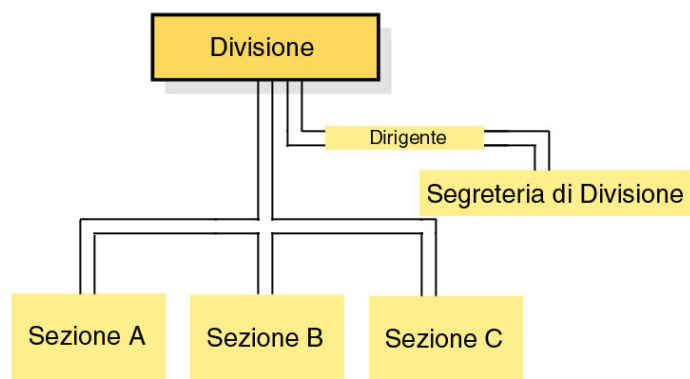 Divisione
Dirigente
Segreteria di Divisione
Sezione A
Sezione B
Sezione C